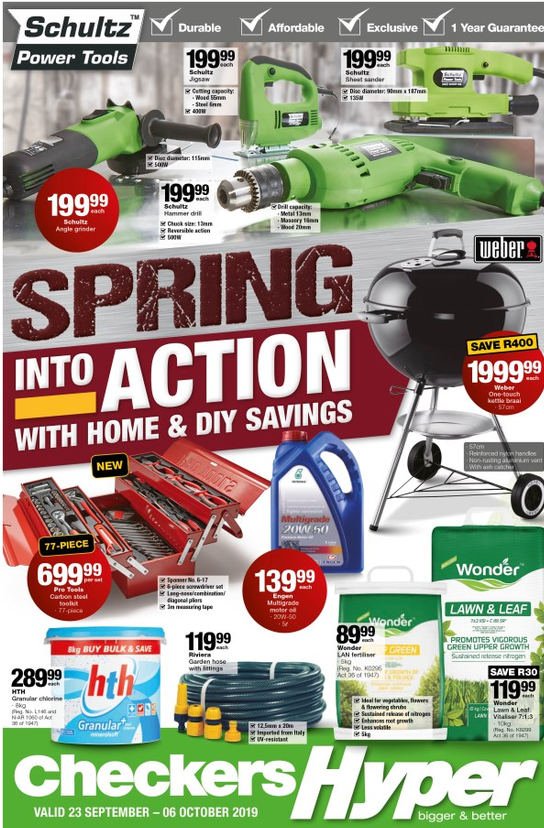 Schultz™
Power Tools
Durable
Affordable
Exclusive
1 Year Guarantee
199.99 each
Schultz
Jigsaw
Cutting capacity:
- Wood 55mm
- Steel 6mm
400W
199.99 each
Schultz
Sheet sander
Disc diameter: 90mm x 187mm
135W
Disc diameter: 115mm
500W
199.99 each
Schultz
Angle grinder
199.99 each
Schultz
Hammer drill
Chuck size: 13mm
Reversible action
500W
Drill capacity:
- Metal 13mm
- Masonry 16mm
- Wood 20mm
weber
SPRING
INTO ACTION
WITH HOME & DIY SAVINGS
SAVE R400
1999.99 each
Weber
One-touch
kettle braai
- 57cm
- 57cm
- Reinforced nylon handles
- Non-rusting aluminium vent
- With ash catcher
NEW
77-PIECE
699.99 per set
Pro Tools
Carbon steel
toolkit
- 77-piece
Spanner No. 6-17
6-piece screwdriver set
Long-nose/combination/
diagonal pliers
3m measuring tape
PETRONAS
Multigrade
20W-50
139.99 each
Engen
Multigrade
motor oil
- 20W-50
- 5ℓ
8kg BUY BULK & SAVE
hth
Granular+
mineralsoft
289.99 each
HTH
Granular chlorine
- 8kg
(Reg. No. L146 and
N-AR 1060 of Act
36 of 1947)
119.99 each
Riviera
Garden hose
with fittings
12,5mm x 20m
Imported from Italy
UV-resistant
Wonder
GREEN
89.99 each
Wonder
LAN fertiliser
- 5kg
(Reg. No. K0295
Act 36 of 1947)
Ideal for vegetables, flowers
& flowering shrubs
Sustained release of nitrogen
Enhances root growth
Less volatile
5kg
Wonder™
LAWN & LEAF
PROMOTES VIGOROUS
GREEN UPPER GROWTH
Sustained release nitrogen
SAVE R30
119.99 each
Wonder
Lawn & Leaf
Vitaliser 7:1:3
- 10kg
Act 36 of 1947)
Checkers Hyper
bigger & better
VALID 23 SEPTEMBER – 06 OCTOBER 2019